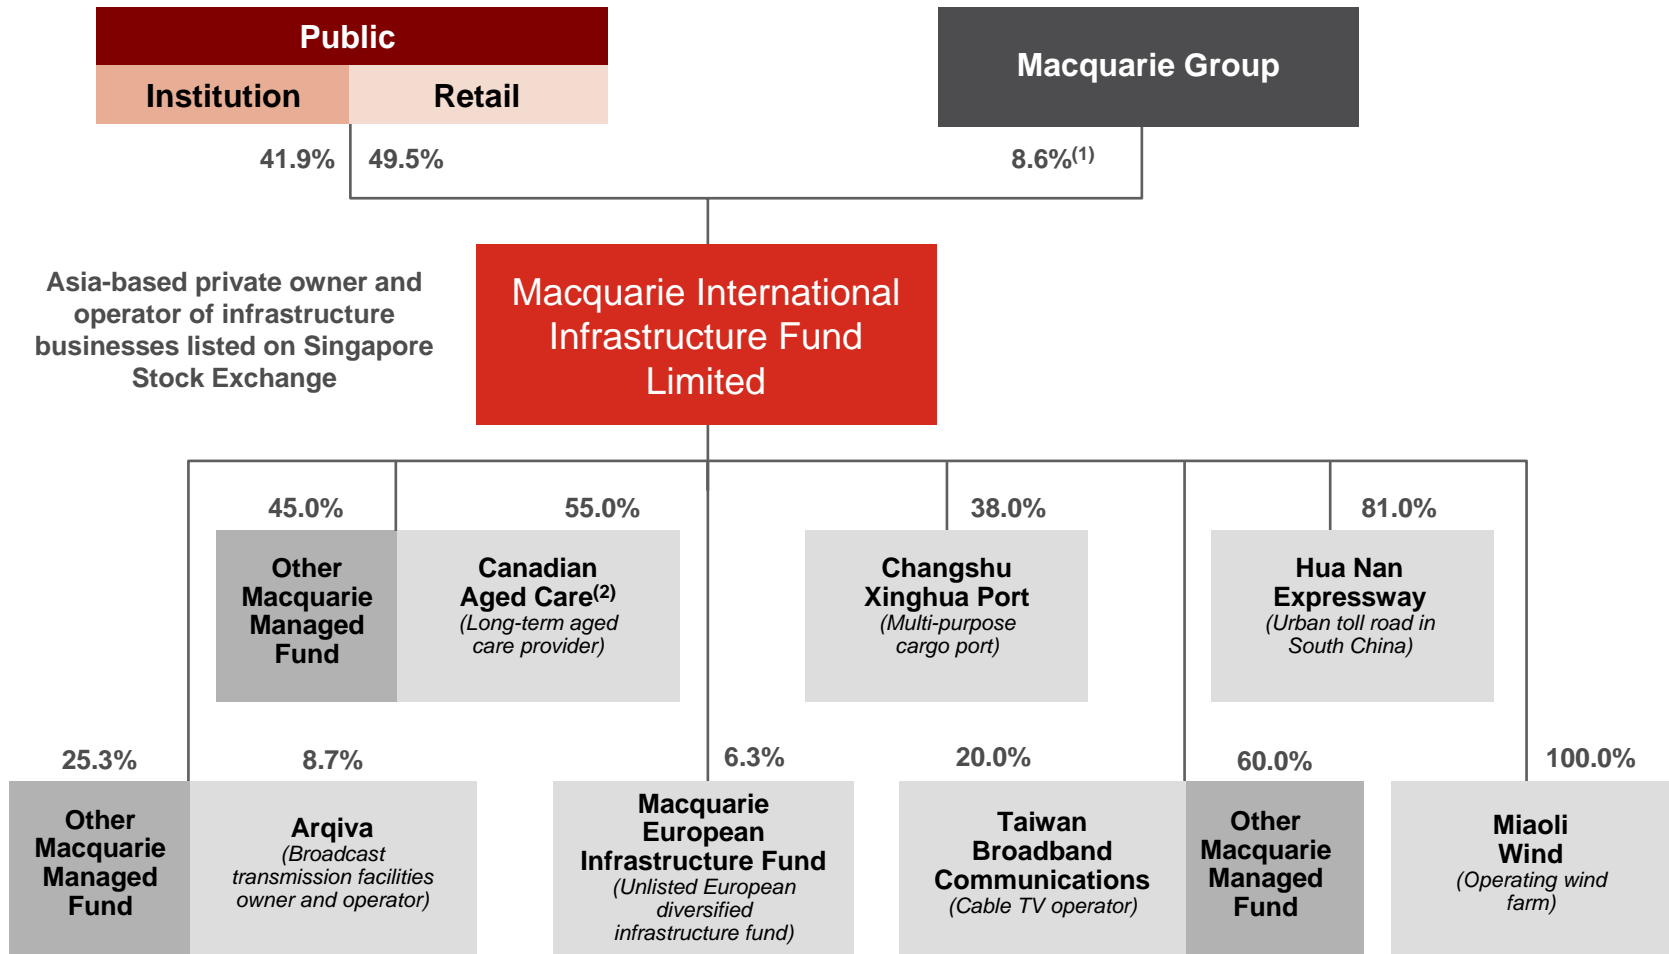 Public
Institution
Retail
Macquarie Group
41.9%
49.5%
8.6%(1)
Asia-based private owner and
operator of infrastructure
businesses listed on Singapore
Stock Exchange
Macquarie International
Infrastructure Fund
Limited
45.0%
55.0%
38.0%
81.0%
Other
Macquarie
Managed
Fund
Canadian
Aged Care(2)
(Long-term aged
care provider)
Changshu
Xinghua Port
(Multi-purpose
cargo port)
Hua Nan
Expressway
(Urban toll road in
South China)
25.3%
8.7%
6.3%
20.0%
60.0%
100.0%
Other
Macquarie
Managed
Fund
Arqiva
(Broadcast
transmission facilities
owner and operator)
Macquarie
European
Infrastructure Fund
(Unlisted European
diversified
infrastructure fund)
Taiwan
Broadband
Communications
(Cable TV operator)
Other
Macquarie
Managed
Fund
Miaoli
Wind
(Operating wind
farm)